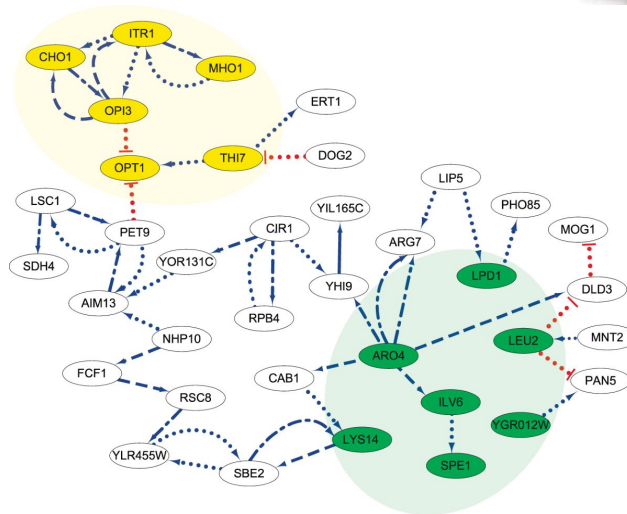 ITR1
CHO1
MHO1
OPI3
ERT1
THI7
DOG2
OPT1
LIP5
LSC1
YIL165C
PHO85
PET9
CIR1
ARG7
MOG1
SDH4
YOR131C
LPD1
YHI9
DLD3
AIM13
RPB4
NHP10
LEU2
MNT2
ARO4
FCF1
CAB1
PAN5
RSC8
ILV6
YGR012W
LYS14
YLR455W
SBE2
SPE1